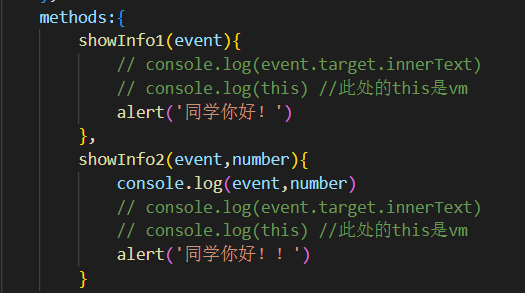 },
methods:{
showInfo1(event){
// console.log(event.target.innerText)
// console.log(this) //此处的this是vm
alert('同学你好！')
},
showInfo2(event,number){
console.log(event,number)
// console.log(event.target.innerText)
// console.log(this) //此处的this是vm
alert('同学你好！！')
}